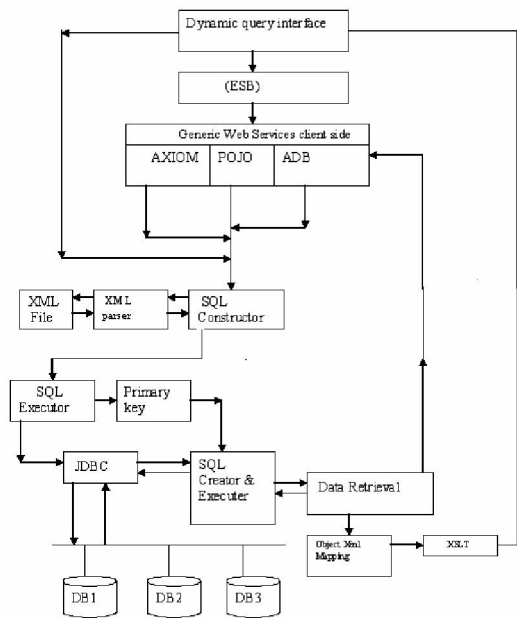 Dynamic query interface
(ESB)
Generic Web Services client side
AXIOM
POJO
ADB
XML
File
XML
parser
SQL
Constructor
SQL
Executor
Primary
key
JDBC
SQL
Creator &
Executer
Data Retrieval
Object Xml
Mapping
XSLT
DB1
DB2
DB3